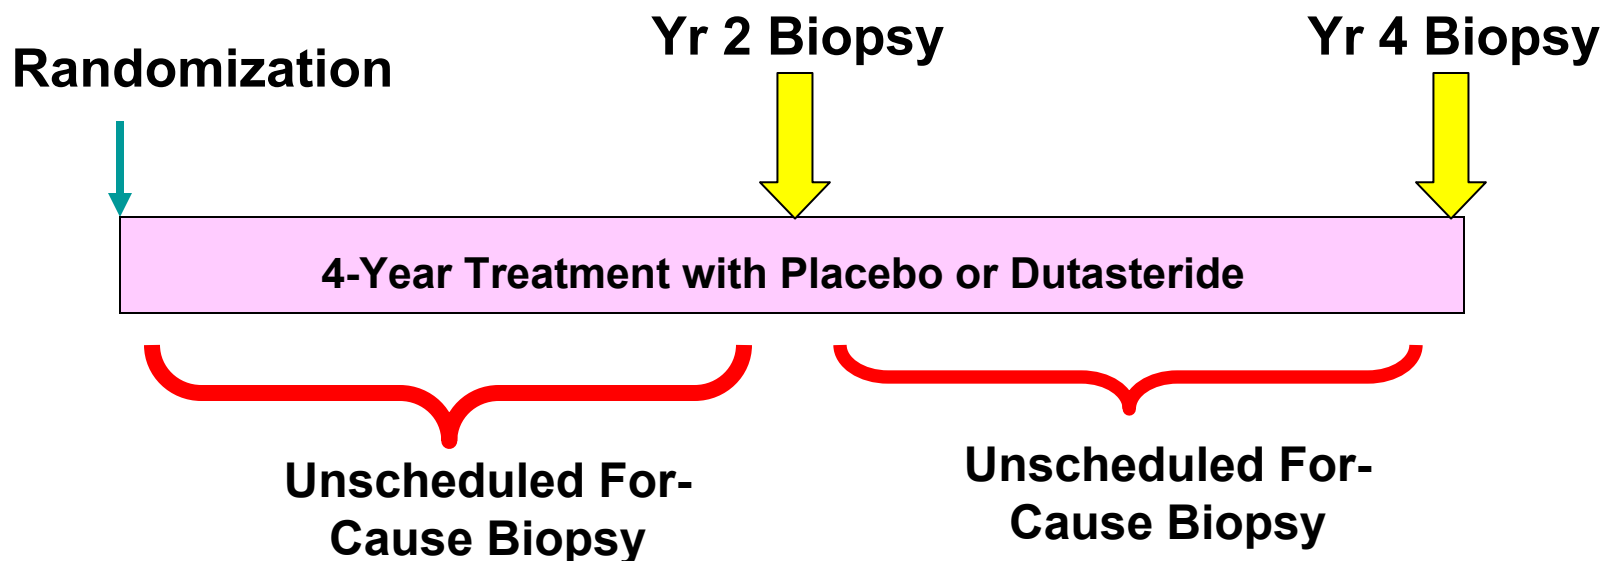 Randomization
Yr 2 Biopsy
Yr 4 Biopsy
4-Year Treatment with Placebo or Dutasteride
Unscheduled For-
Cause Biopsy
Unscheduled For-
Cause Biopsy